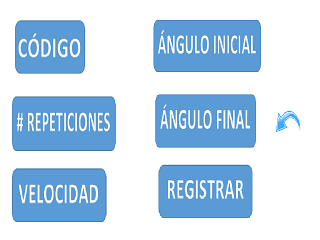 CÓDIGO
ÁNGULO INICIAL
# REPETICIONES
ÁNGULO FINAL
VELOCIDAD
REGISTRAR